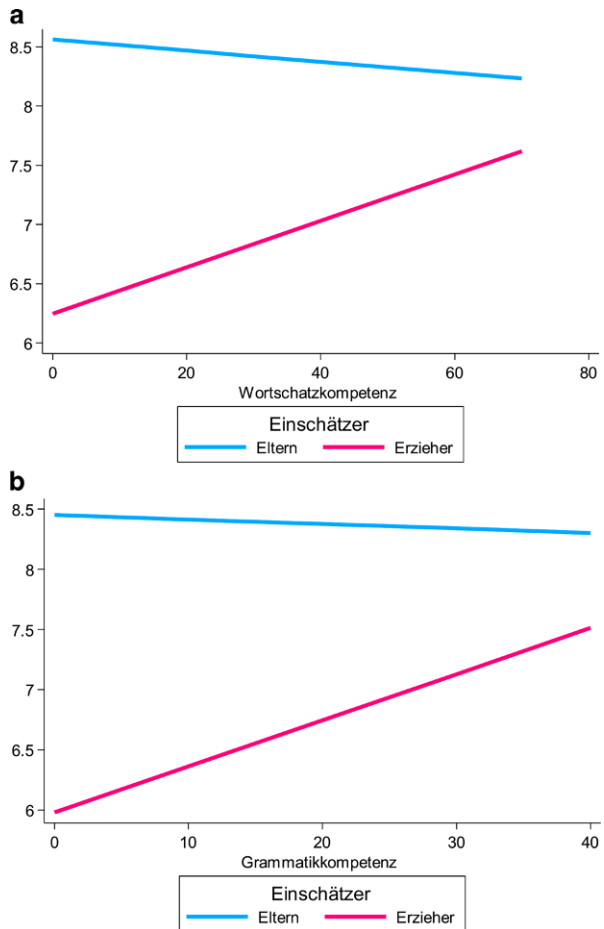 a
8.5
8
7.5
7
6.5
6
0 20 40 60 80
Wortschatzkompetenz
Einschätzer
Eltern Erzieher
b
8.5
8
7.5
7
6.5
6
0 10 20 30 40
Grammatikkompetenz
Einschätzer
Eltern Erzieher